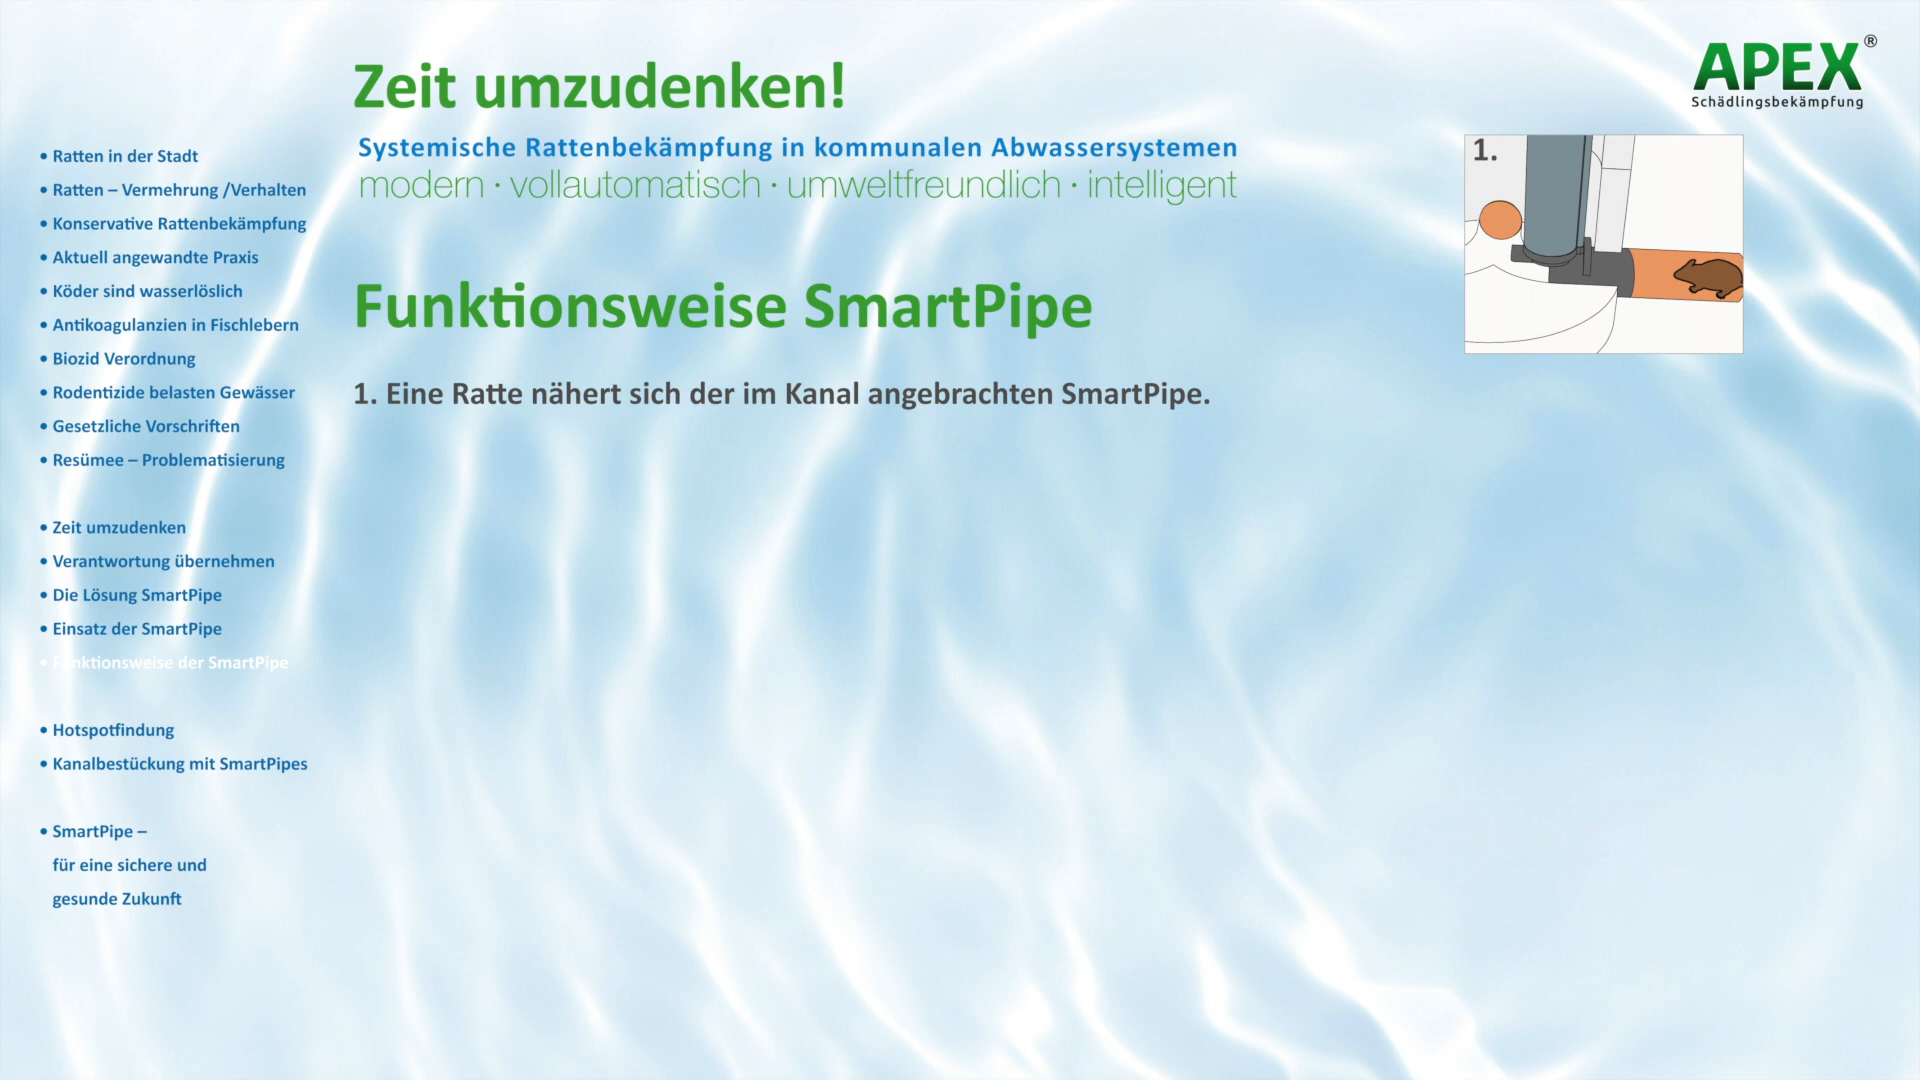 Zeit umzudenken!
Systemische Rattenbekämpfung in kommunalen Abwassersystemen
modern · vollautomatisch · umweltfreundlich · intelligent
APEX®
Schädlingsbekämpfung
• Ratten in der Stadt
• Ratten – Vermehrung /Verhalten
• Konservative Rattenbekämpfung
• Aktuell angewandte Praxis
• Köder sind wasserlöslich
• Antikoagulanzien in Fischlebern
• Biozid Verordnung
• Rodentizide belasten Gewässer
• Gesetzliche Vorschriften
• Resümee – Problematisierung
• Zeit umzudenken
• Verantwortung übernehmen
• Die Lösung SmartPipe
• Einsatz der SmartPipe
• Funktionsweise der SmartPipe
• Hotspotfindung
• Kanalbestückung mit SmartPipes
• SmartPipe –
für eine sichere und
gesunde Zukunft
Funktionsweise SmartPipe
1. Eine Ratte nähert sich der im Kanal angebrachten SmartPipe.
1.